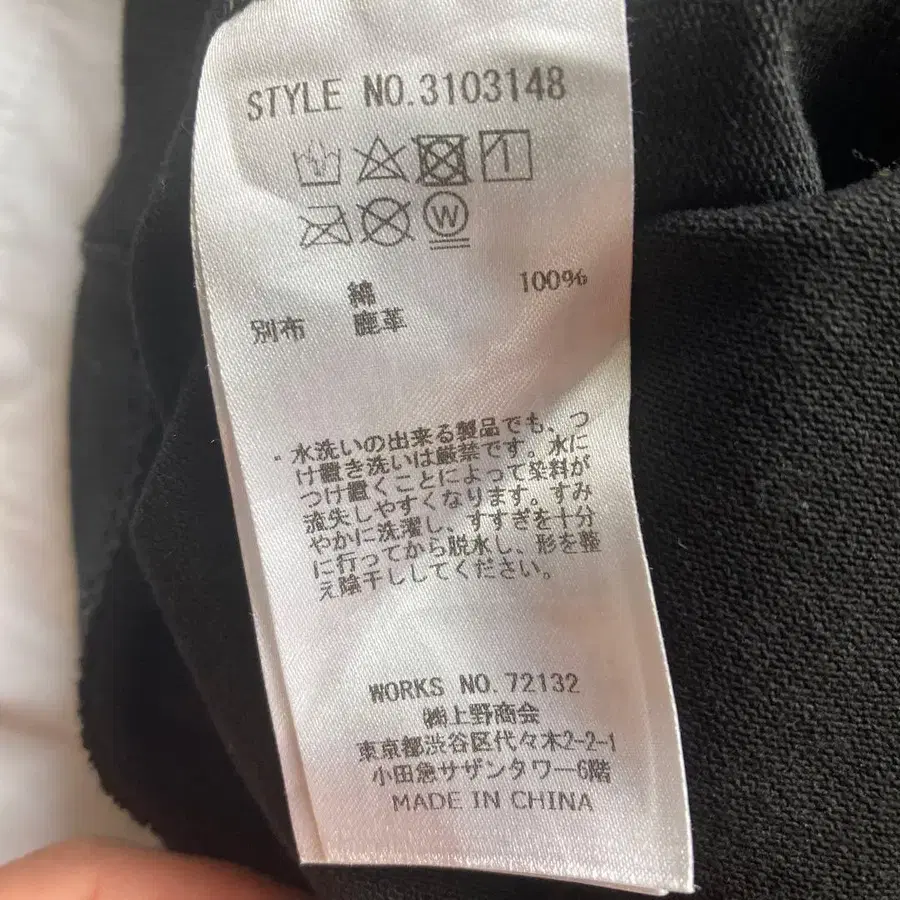 STYLE NO.3103148
W
綿 100%
別布 鹿革
・水洗いの出来る製品でも、つ
け置き洗いは厳禁です。水に
つけ置くことによって染料が
流失しやすくなります。すみ
やかに洗濯し、すすぎを十分
に行ってから脱水し、形を整
え陰干ししてください。
WORKS NO.72132
㈱上野商会
東京都渋谷区代々木2-2-1
小田急サザンタワー6階
MADE IN CHINA